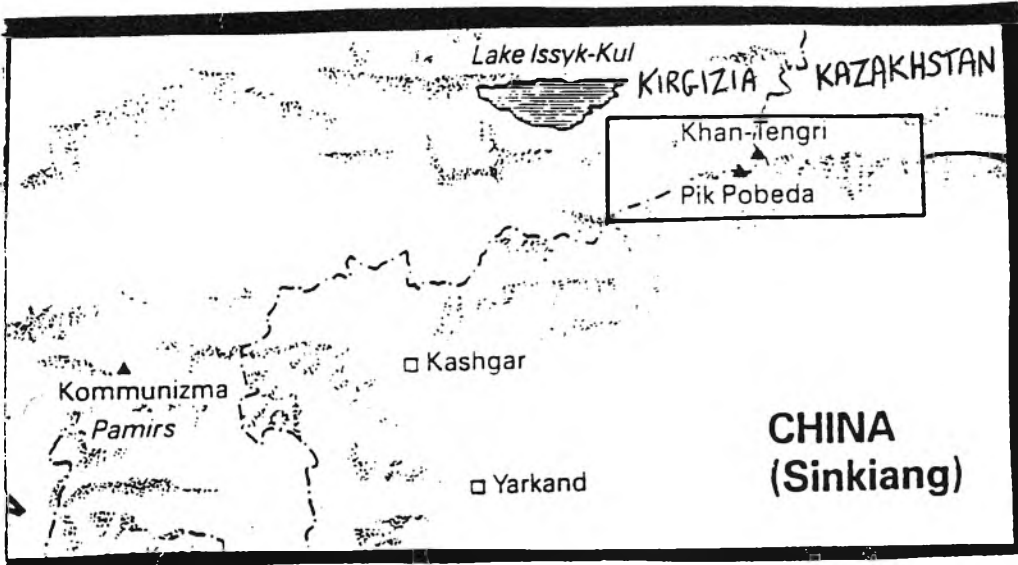 Lake Issyk-Kul
KIRGIZIA
KAZAKHSTAN
Khan-Tengri
Pik Pobeda
Kashgar
Kommunizma
Pamirs
CHINA
(Sinkiang)
Yarkand